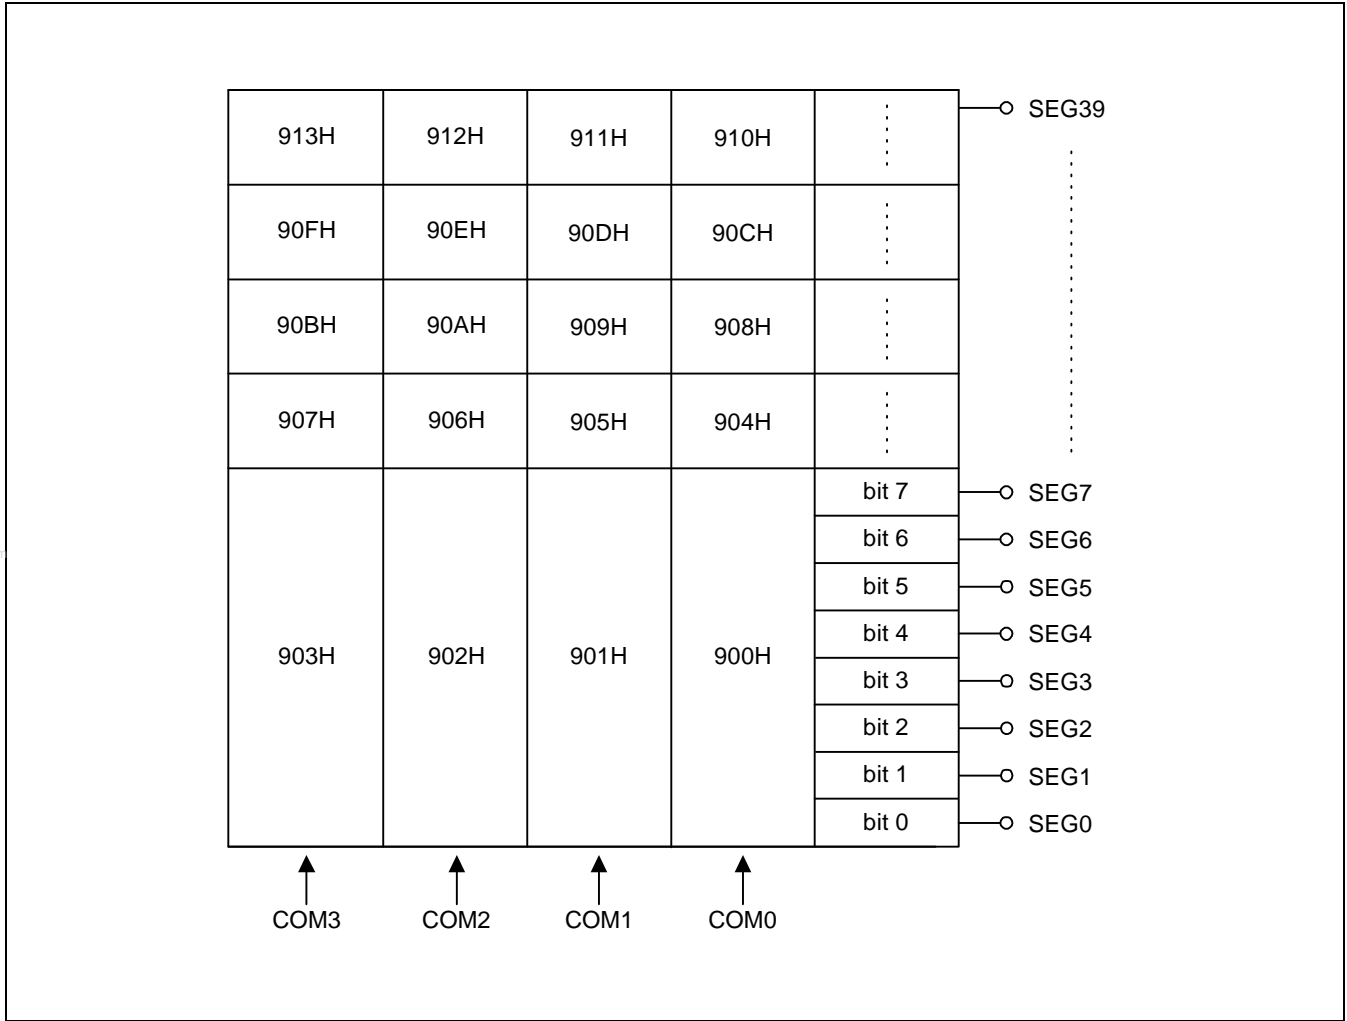 913H 912H 911H 910H SEG39
90FH 90EH 90DH 90CH
90BH 90AH 909H 908H
907H 906H 905H 904H
bit 7 SEG7
bit 6 SEG6
bit 5 SEG5
bit 4 SEG4
903H 902H 901H 900H
bit 3 SEG3
bit 2 SEG2
bit 1 SEG1
bit 0 SEG0
COM3 COM2 COM1 COM0